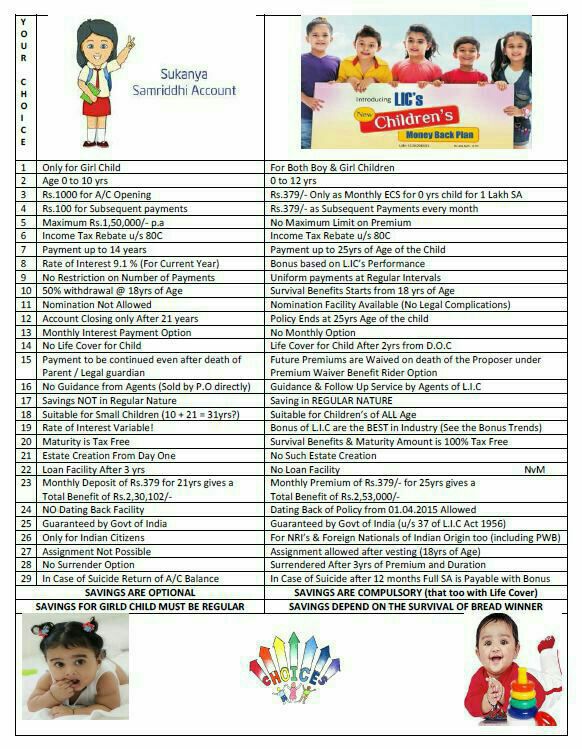 YOUR CHOICE
Sukanya
Samriddhi Account
Introducing LIC's
New Children's
Money Back Plan
1 Only for Girl Child For Both Boy & Girl Children
2 Age 0 to 10 yrs 0 to 12 yrs
3 Rs.1000 for A/C Opening Rs.379/- Only as Monthly ECS for 0 yrs child for 1 Lakh SA
4 Rs.100 for Subsequent payments Rs.379/- as Subsequent Payments every month
5 Maximum Rs.1,50,000/- p.a No Maximum Limit on Premium
6 Income Tax Rebate u/s 80C Income Tax Rebate u/s 80C
7 Payment up to 14 years Payment up to 25yrs of Age of the Child
8 Rate of Interest 9.1 % (For Current Year) Bonus based on L.IC's Performance
9 No Restriction on Number of Payments Uniform payments at Regular Intervals
10 50% withdrawal @ 18yrs of Age Survival Benefits Starts from 18 yrs of Age
11 Nomination Not Allowed Nomination Facility Available (No Legal Complications)
12 Account Closing only After 21 years Policy Ends at 25yrs Age of the child
13 Monthly Interest Payment Option No Monthly Option
14 No Life Cover for Child Life Cover for Child After 2yrs from D.O.C
15 Payment to be continued even after death of Future Premiums are Waived on death of the Proposer under
Parent / Legal guardian Premium Waiver Benefit Rider Option
16 No Guidance from Agents (Sold by P.O directly) Guidance & Follow Up Service by Agents of L.I.C
17 Savings NOT in Regular Nature Saving in REGULAR NATURE
18 Suitable for Small Children (10 + 21 = 31yrs?) Suitable for Children's of ALL Age
19 Rate of Interest Variable! Bonus of L.I.C are the BEST in Industry (See the Bonus Trends)
20 Maturity is Tax Free Survival Benefits & Maturity Amount is 100% Tax Free
21 Estate Creation From Day One No Such Estate Creation
22 Loan Facility After 3 yrs No Loan Facility NvM
23 Monthly Deposit of Rs.379 for 21yrs gives a Monthly Premium of Rs.379/- for 25yrs gives a
Total Benefit of Rs.2,30,102/- Total Benefit of Rs.2,53,000/-
24 NO Dating Back Facility Dating Back of Policy from 01.04.2015 Allowed
25 Guaranteed by Govt of India Guaranteed by Govt of India (u/s 37 of L.I.C Act 1956)
26 Only for Indian Citizens For NRI's & Foreign Nationals of Indian Origin too (including PWB)
27 Assignment Not Possible Assignment allowed after vesting (18yrs of Age)
28 No Surrender Option Surrendered After 3yrs of Premium and Duration
29 In Case of Suicide Return of A/C Balance In Case of Suicide after 12 months Full SA is Payable with Bonus
SAVINGS ARE OPTIONAL SAVINGS ARE COMPULSORY (that too with Life Cover)
SAVINGS FOR GIRLD CHILD MUST BE REGULAR SAVINGS DEPEND ON THE SURVIVAL OF BREAD WINNER
CHOICES